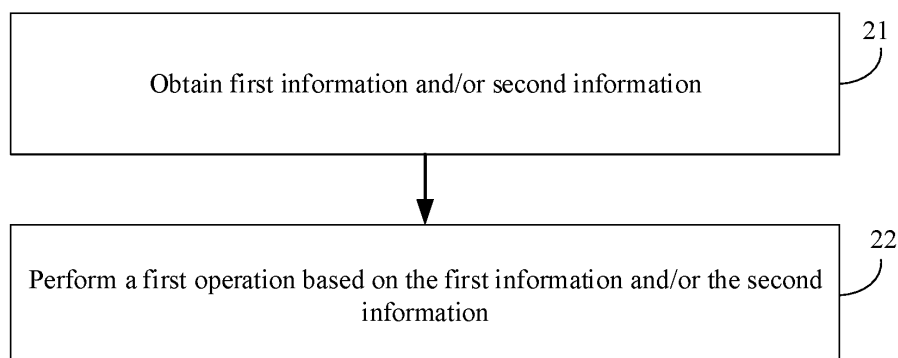 21
Obtain first information and/or second information
22
Perform a first operation based on the first information and/or the second
information